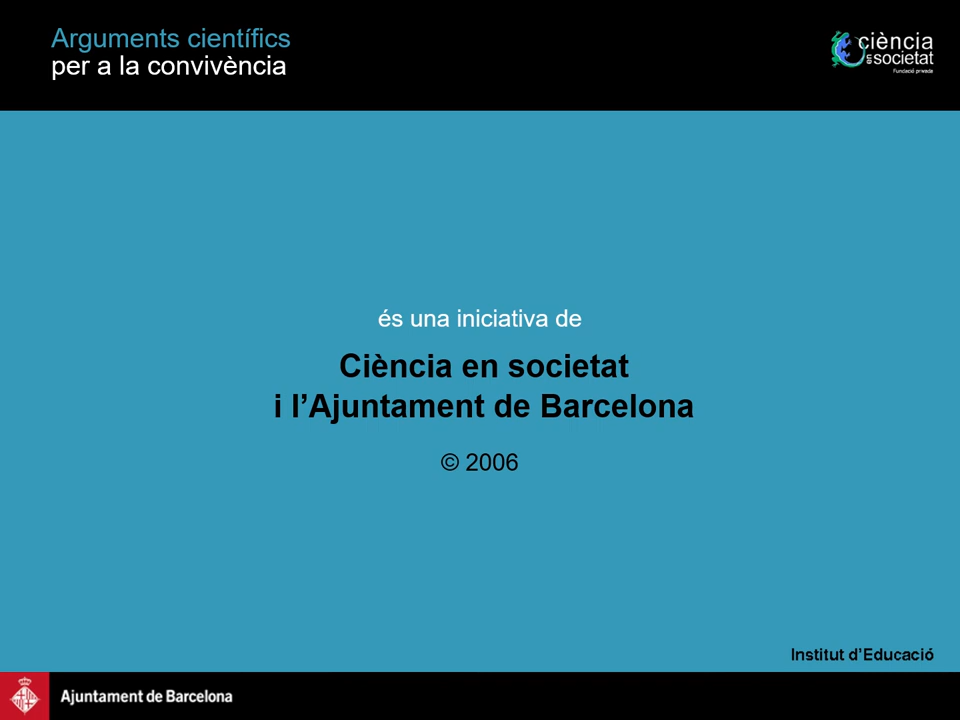 Arguments científics
per a la convivència
ciència
en societat
Fundació privada
és una iniciativa de
Ciència en societat
i l’Ajuntament de Barcelona
© 2006
Institut d’Educació
Ajuntament de Barcelona